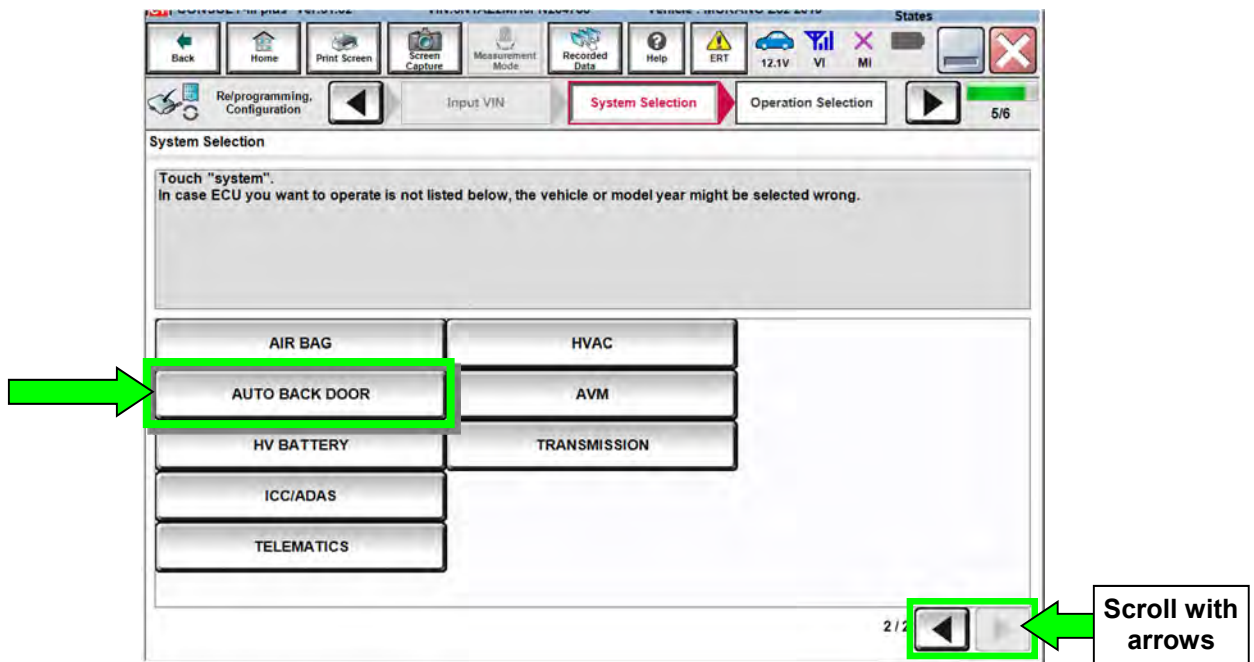 States
Back
Home
Print Screen
Screen
Capture
Measurement
Mode
Recorded
Data
Help
ERT
12.1V
VI
MI
Re/programming,
Configuration
Input VIN
System Selection
Operation Selection
5/6
System Selection
Touch "system".
In case ECU you want to operate is not listed below, the vehicle or model year might be selected wrong.
AIR BAG
HVAC
AUTO BACK DOOR
AVM
HV BATTERY
TRANSMISSION
ICC/ADAS
TELEMATICS
2/2
Scroll with
arrows